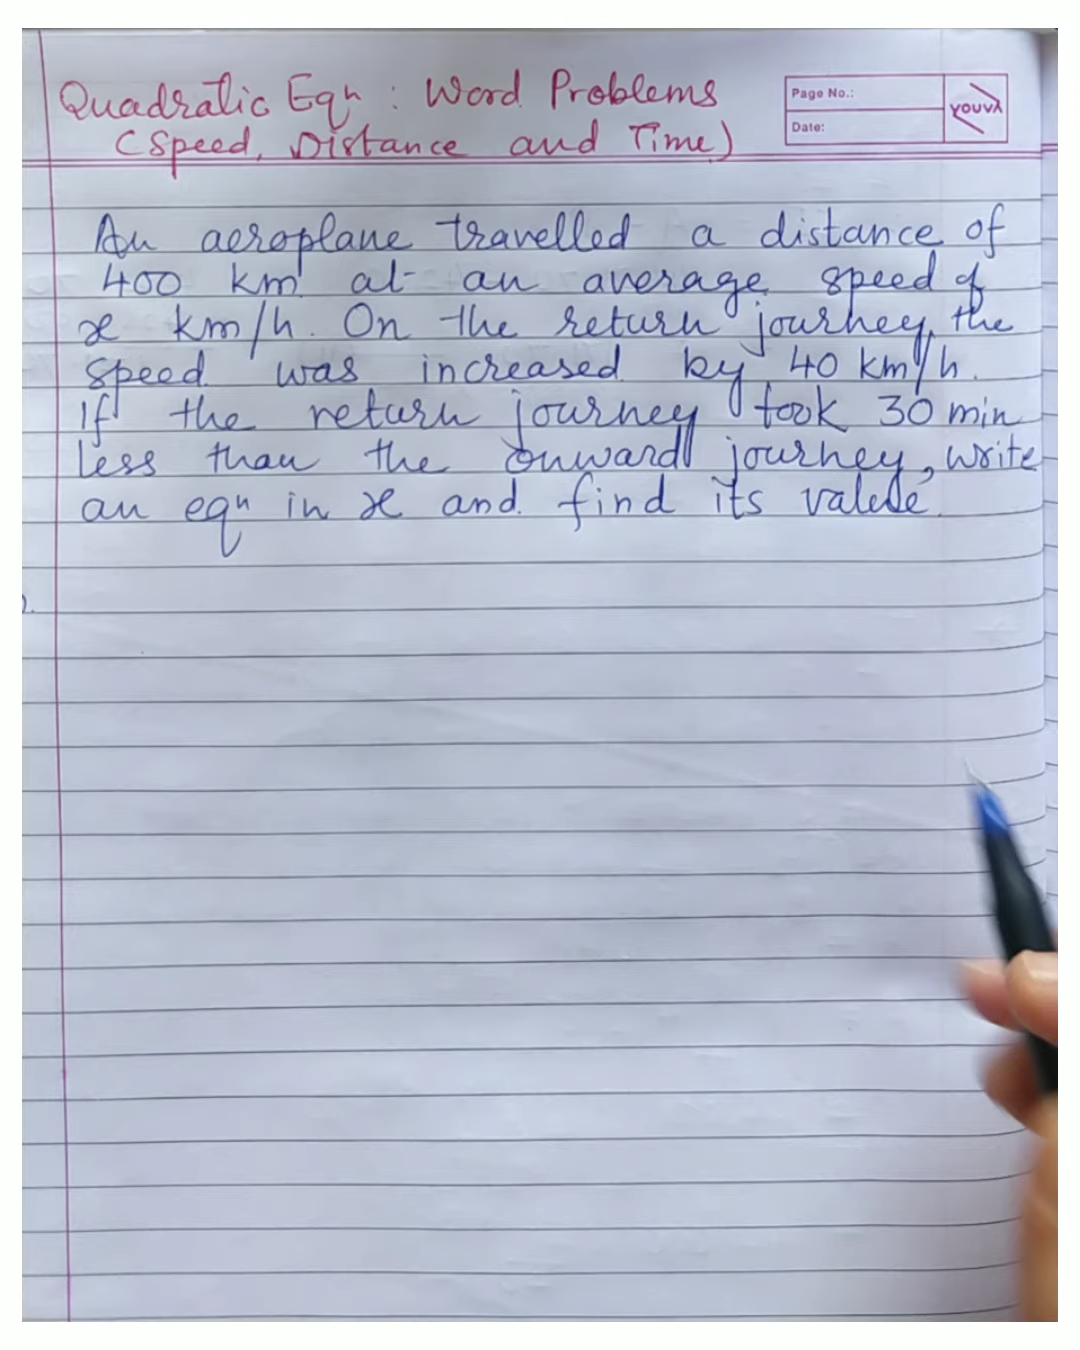 Quadratic Eqn : Word Problems
(Speed, Distance and Time)
Page No.:
Date:
YOUVA
An aeroplane travelled a distance of
400 km at an average speed of
x km/h. On the return journey, the
speed was increased by 40 km/h.
If the return journey took 30 min
less than the onward journey, write
an eqn in x and find its value.